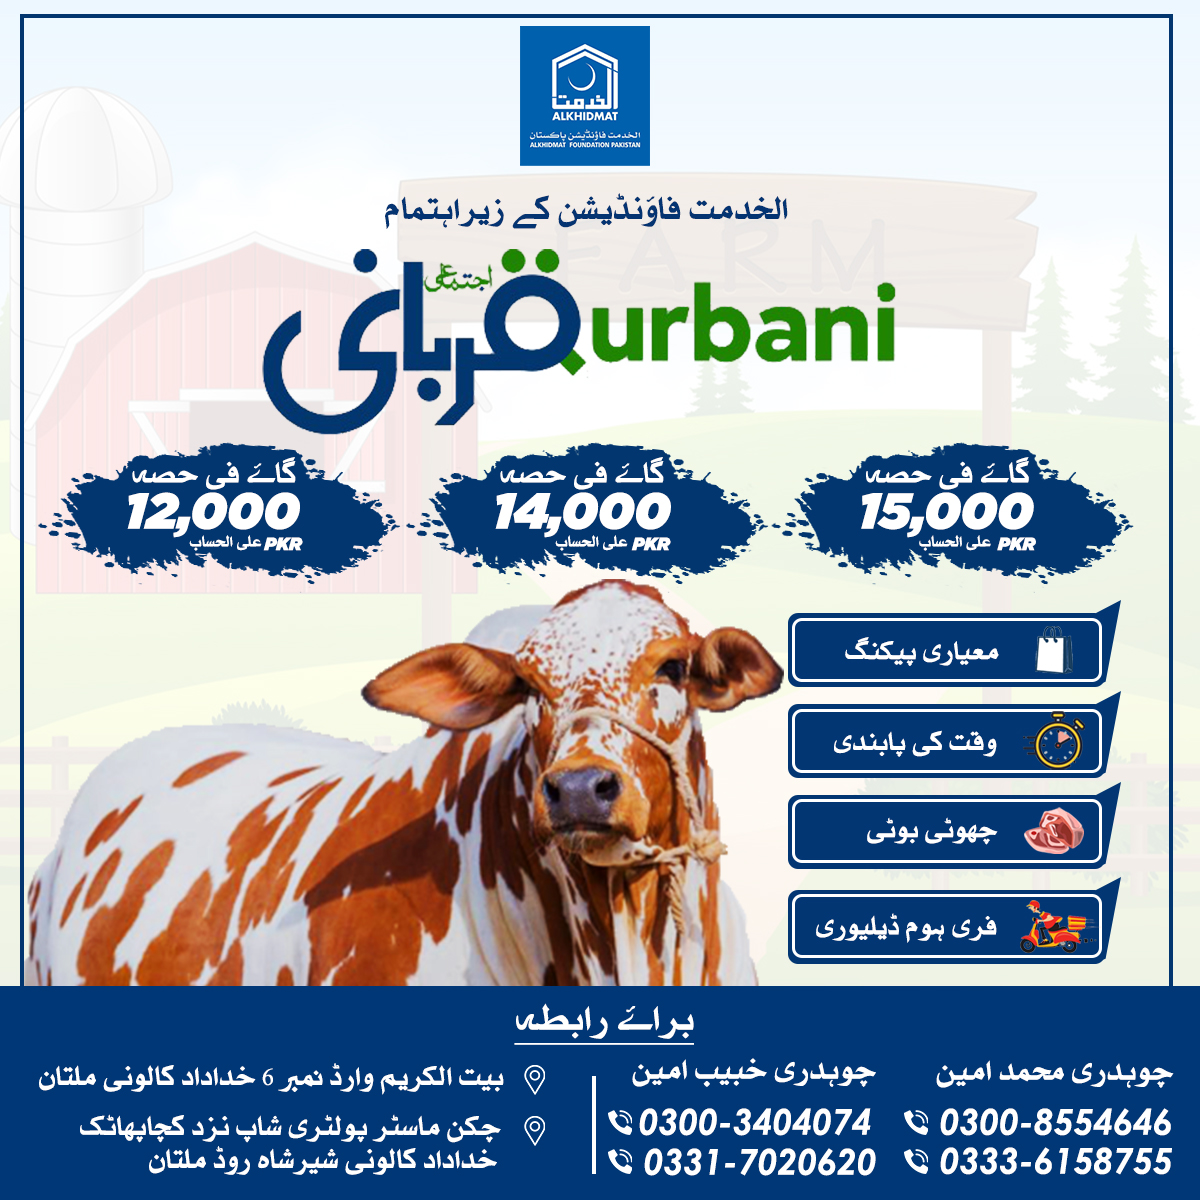 الخدمت
ALKHIDMAT
الخدمت فاؤنڈیشن پاکستان
ALKHIDMAT FOUNDATION PAKISTAN
الخدمت فاؤنڈیشن کے زیراہتمام
FARM
اجتماعی
قربانی
Qurbani
گائے فی حصہ
15,000
PKR علی الحساب
گائے فی حصہ
14,000
PKR علی الحساب
گائے فی حصہ
12,000
PKR علی الحساب
معیاری پیکنگ
وقت کی پابندی
چھوٹی بوٹی
فری ہوم ڈیلیوری
برائے رابطہ
چوہدری محمد امین
0300-8554646
0333-6158755
چوہدری خبیب امین
0300-3404074
0331-7020620
بیت الکریم وارڈ نمبر 6 خداداد کالونی ملتان
چکن ماسٹر پولٹری شاپ نزد کچاپھاٹک
خداداد کالونی شیرشاہ روڈ ملتان